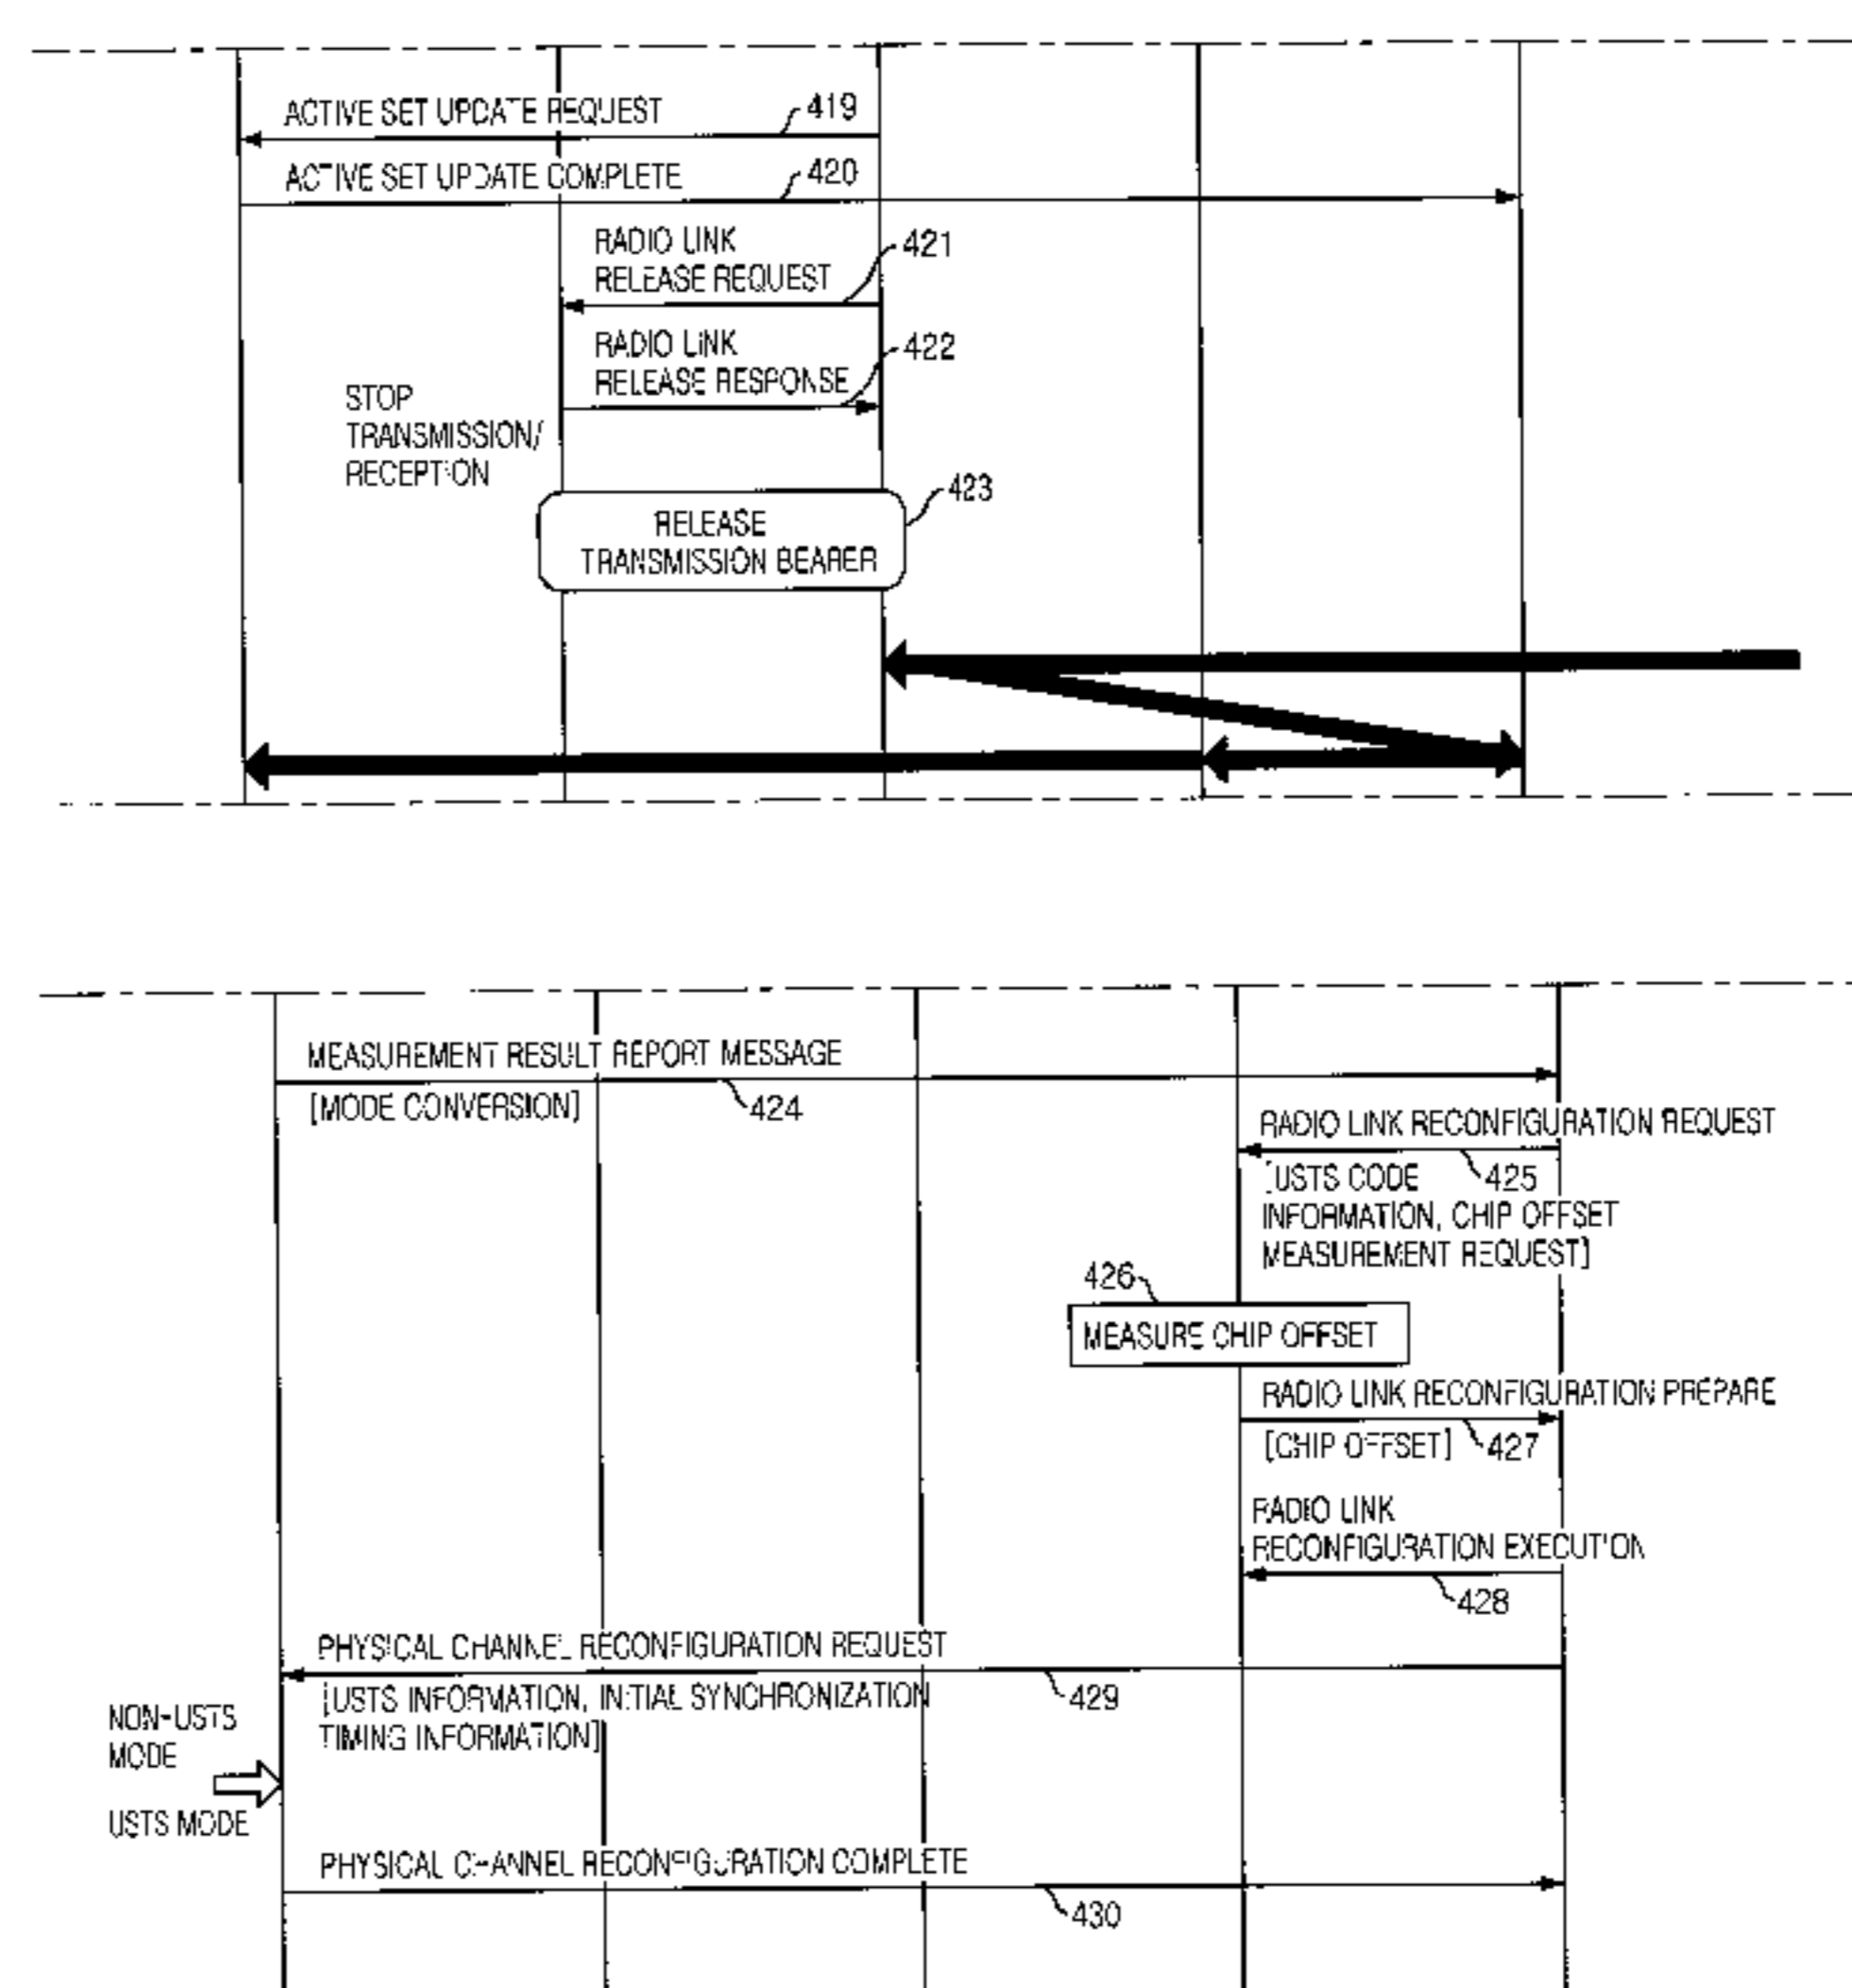 ACTIVE SET UPDATE REQUEST 419
ACTIVE SET UPDATE COMPLETE 420
RADIO LINK
RELEASE REQUEST 421
RADIO LINK
RELEASE RESPONSE 422
STOP
TRANSMISSION/
RECEPTION
423
RELEASE
TRANSMISSION BEARER
MEASUREMENT RESULT REPORT MESSAGE
[MODE CONVERSION] 424
RADIO LINK RECONFIGURATION REQUEST
[USTS CODE 425
INFORMATION, CHIP OFFSET
MEASUREMENT REQUEST]
426
MEASURE CHIP OFFSET
RADIO LINK RECONFIGURATION PREPARE
[CHIP OFFSET] 427
RADIO LINK
RECONFIGURATION EXECUTION
428
PHYSICAL CHANNEL RECONFIGURATION REQUEST
[USTS INFORMATION, INITIAL SYNCHRONIZATION 429
TIMING INFORMATION]
NON-USTS
MODE
USTS MODE
PHYSICAL CHANNEL RECONFIGURATION COMPLETE
430